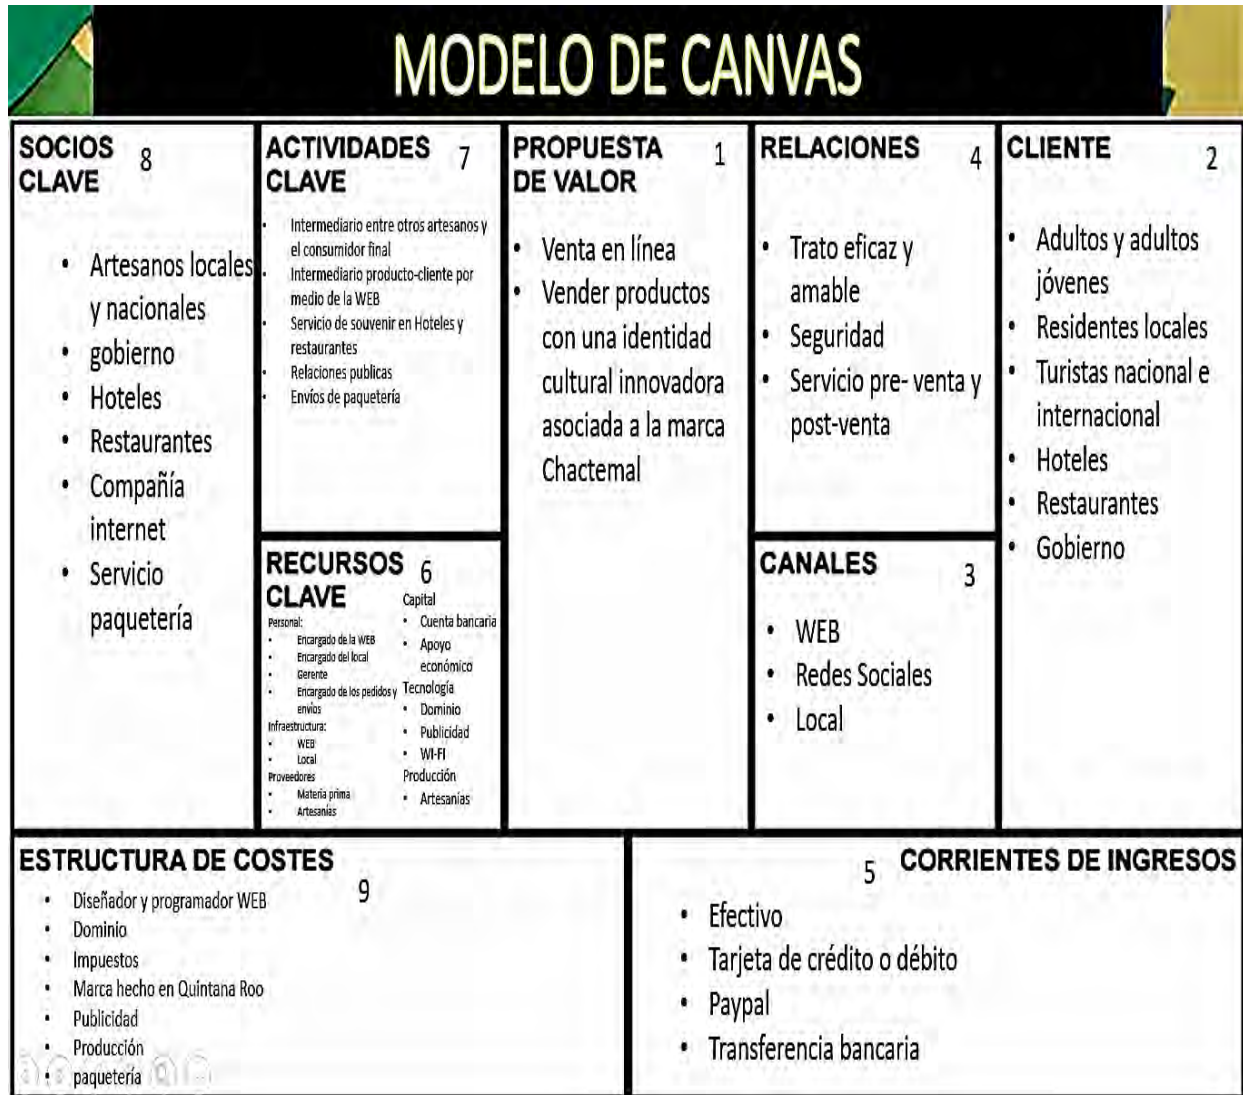 MODELO DE CANVAS
SOCIOS 8
CLAVE
• Artesanos locales
y nacionales
• gobierno
• Hoteles
• Restaurantes
• Compañía
internet
• Servicio
paquetería
ACTIVIDADES 7
CLAVE
• Intermediario entre otros artesanos y
el consumidor final
• Intermediario producto-cliente por
medio de la WEB
• Servicio de souvenir en Hoteles y
restaurantes
• Relaciones publicas
• Envíos de paquetería
RECURSOS 6
CLAVE
Personal:
• Encargado de la WEB
• Encargado del local
• Gerente
• Encargado de los pedidos y
envíos
Infraestructura:
• WEB
• Local
Proveedores
• Materia prima
• Artesanías
Capital
• Cuenta bancaria
• Apoyo
económico
Tecnología
• Dominio
• Publicidad
• WI-FI
Producción
• Artesanías
PROPUESTA 1
DE VALOR
• Venta en línea
• Vender productos
con una identidad
cultural innovadora
asociada a la marca
Chactemal
RELACIONES 4
• Trato eficaz y
amable
• Seguridad
• Servicio pre- venta y
post-venta
CANALES 3
• WEB
• Redes Sociales
• Local
CLIENTE 2
• Adultos y adultos
jóvenes
• Residentes locales
• Turistas nacional e
internacional
• Hoteles
• Restaurantes
• Gobierno
ESTRUCTURA DE COSTES 9
• Diseñador y programador WEB
• Dominio
• Impuestos
• Marca hecho en Quintana Roo
• Publicidad
• Producción
• paquetería
5 CORRIENTES DE INGRESOS
• Efectivo
• Tarjeta de crédito o débito
• Paypal
• Transferencia bancaria